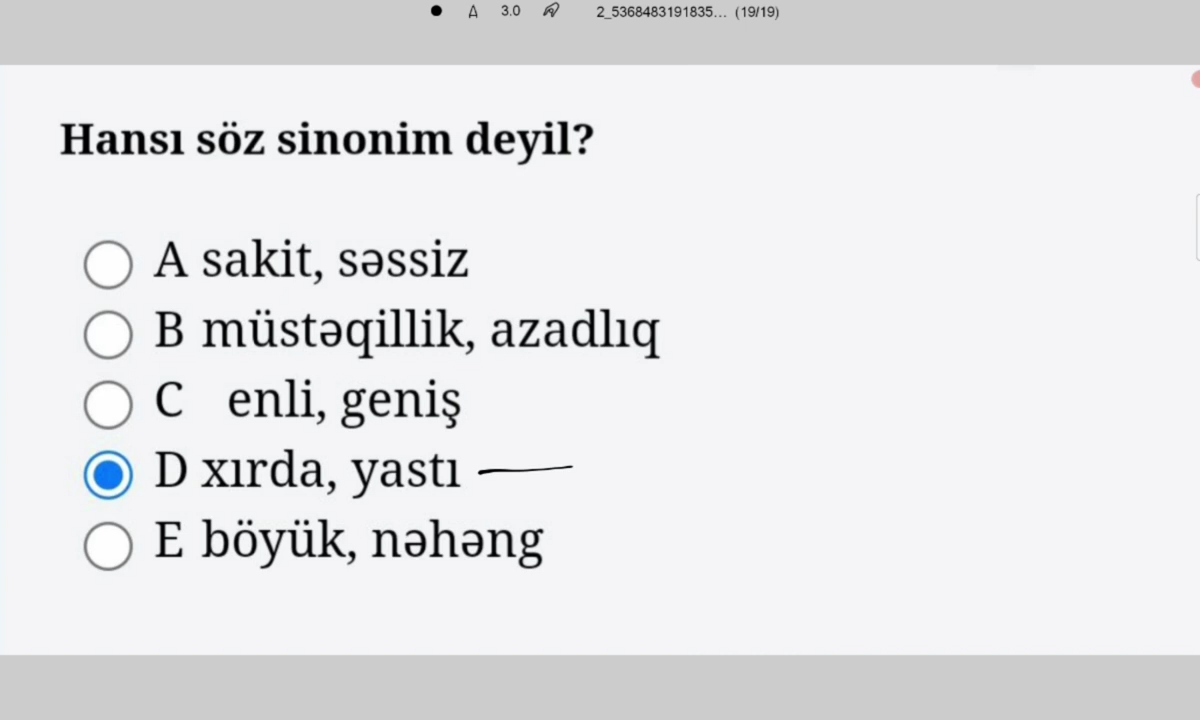 3.0 2_5368483191835... (19/19)
Hansı söz sinonim deyil?
A sakit, səssiz
B müstəqillik, azadlıq
C enli, geniş
D xırda, yastı
E böyük, nəhəng